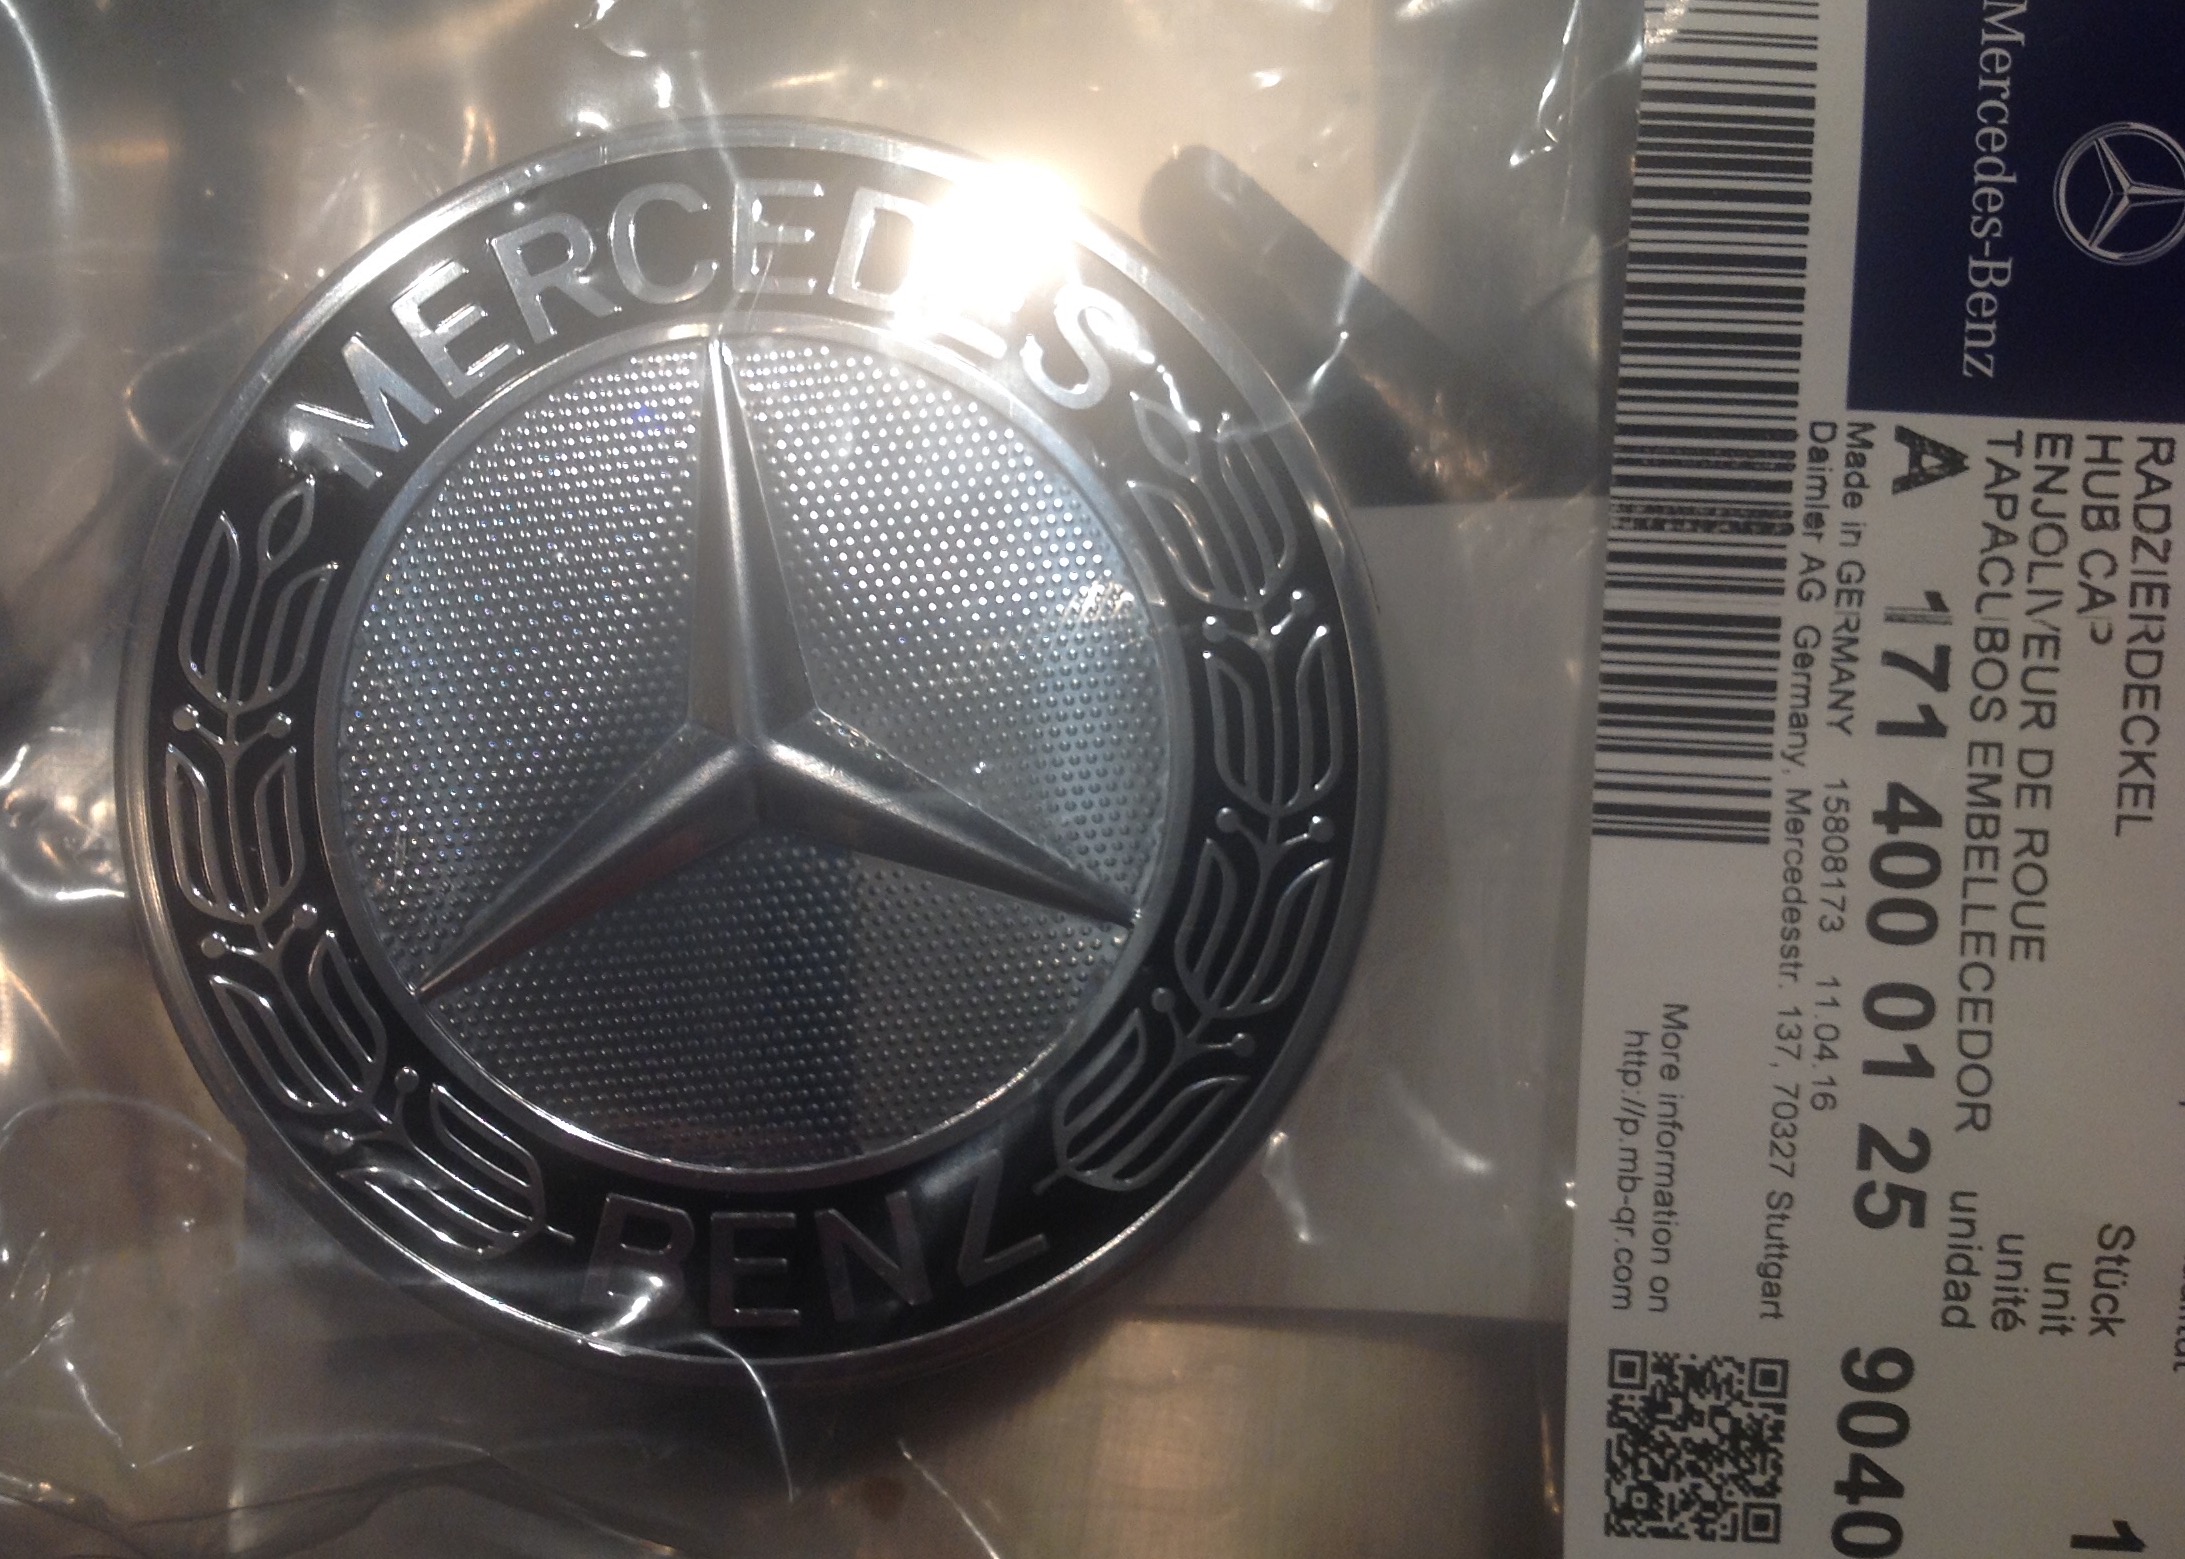 MERCEDES
BENZ
Mercedes-Benz
RADZIERDECKEL Stück 1
HUB CAP unit
ENJOLIVEUR DE ROUE unité
TAPACUBOS EMBELLECEDOR unidad
A 171 400 01 25 9040
Made in GERMANY 15808173 11.04.16
Daimler AG Germany, Mercedesstr. 137, 70327 Stuttgart
More information on
http://p.mb-qr.com